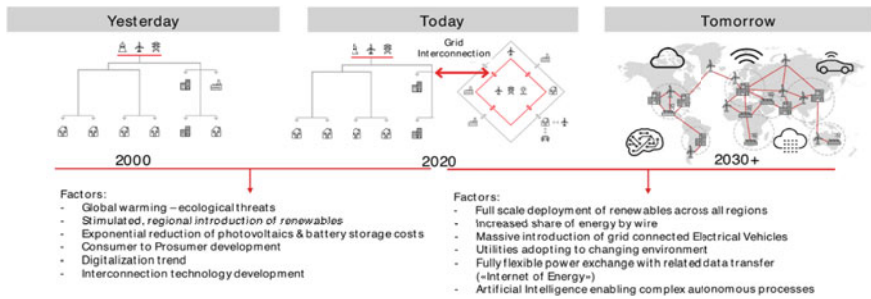 Yesterday
Today
Tomorrow
Grid
Interconnection
2000
2020
2030+
Factors:
- Global warming – ecological threats
- Stimulated, regional introduction of renewables
- Exponential reduction of photovoltaics & battery storage costs
- Consumer to Prosumer development
- Digitalization trend
- Interconnection technology development
Factors:
- Full scale deployment of renewables across all regions
- Increased share of energy by wire
- Massive introduction of grid connected Electrical Vehicles
- Utilities adopting to changing environment
- Fully flexible power exchange with related data transfer
(«Internet of Energy»)
- Artificial Intelligence enabling complex autonomous processes